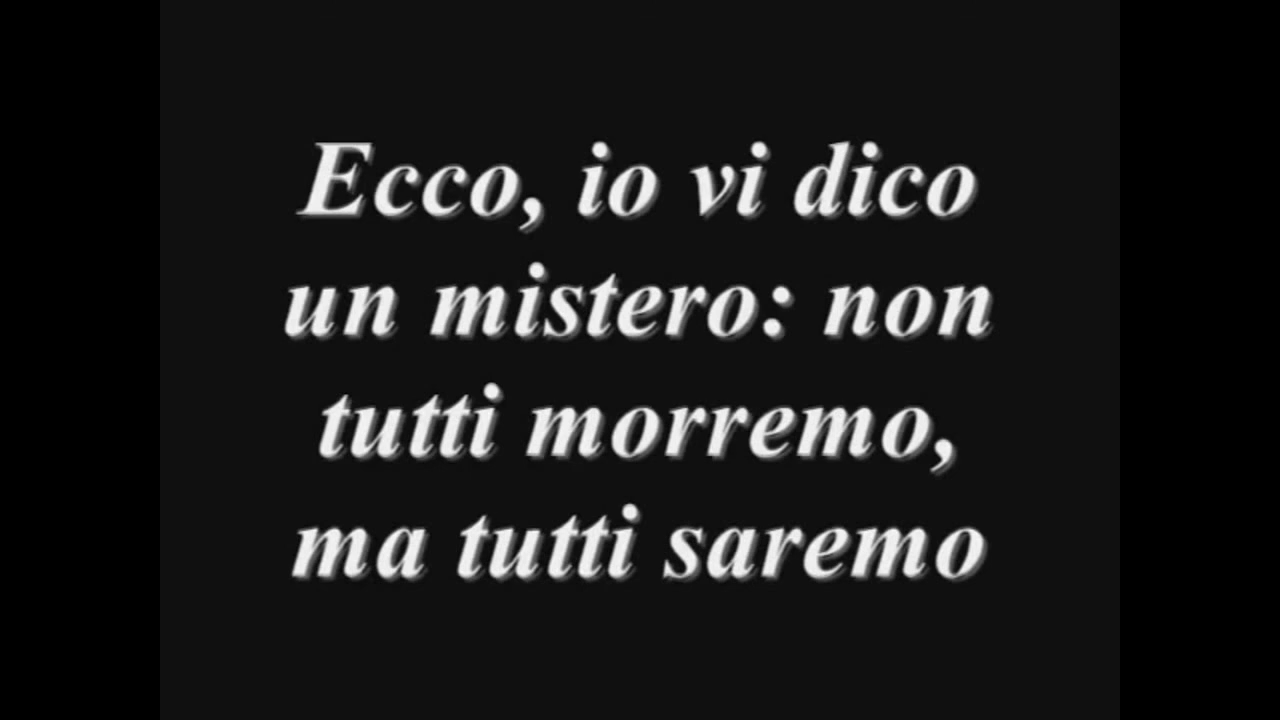 Ecco, io vi dico
un mistero: non
tutti morremo,
ma tutti saremo